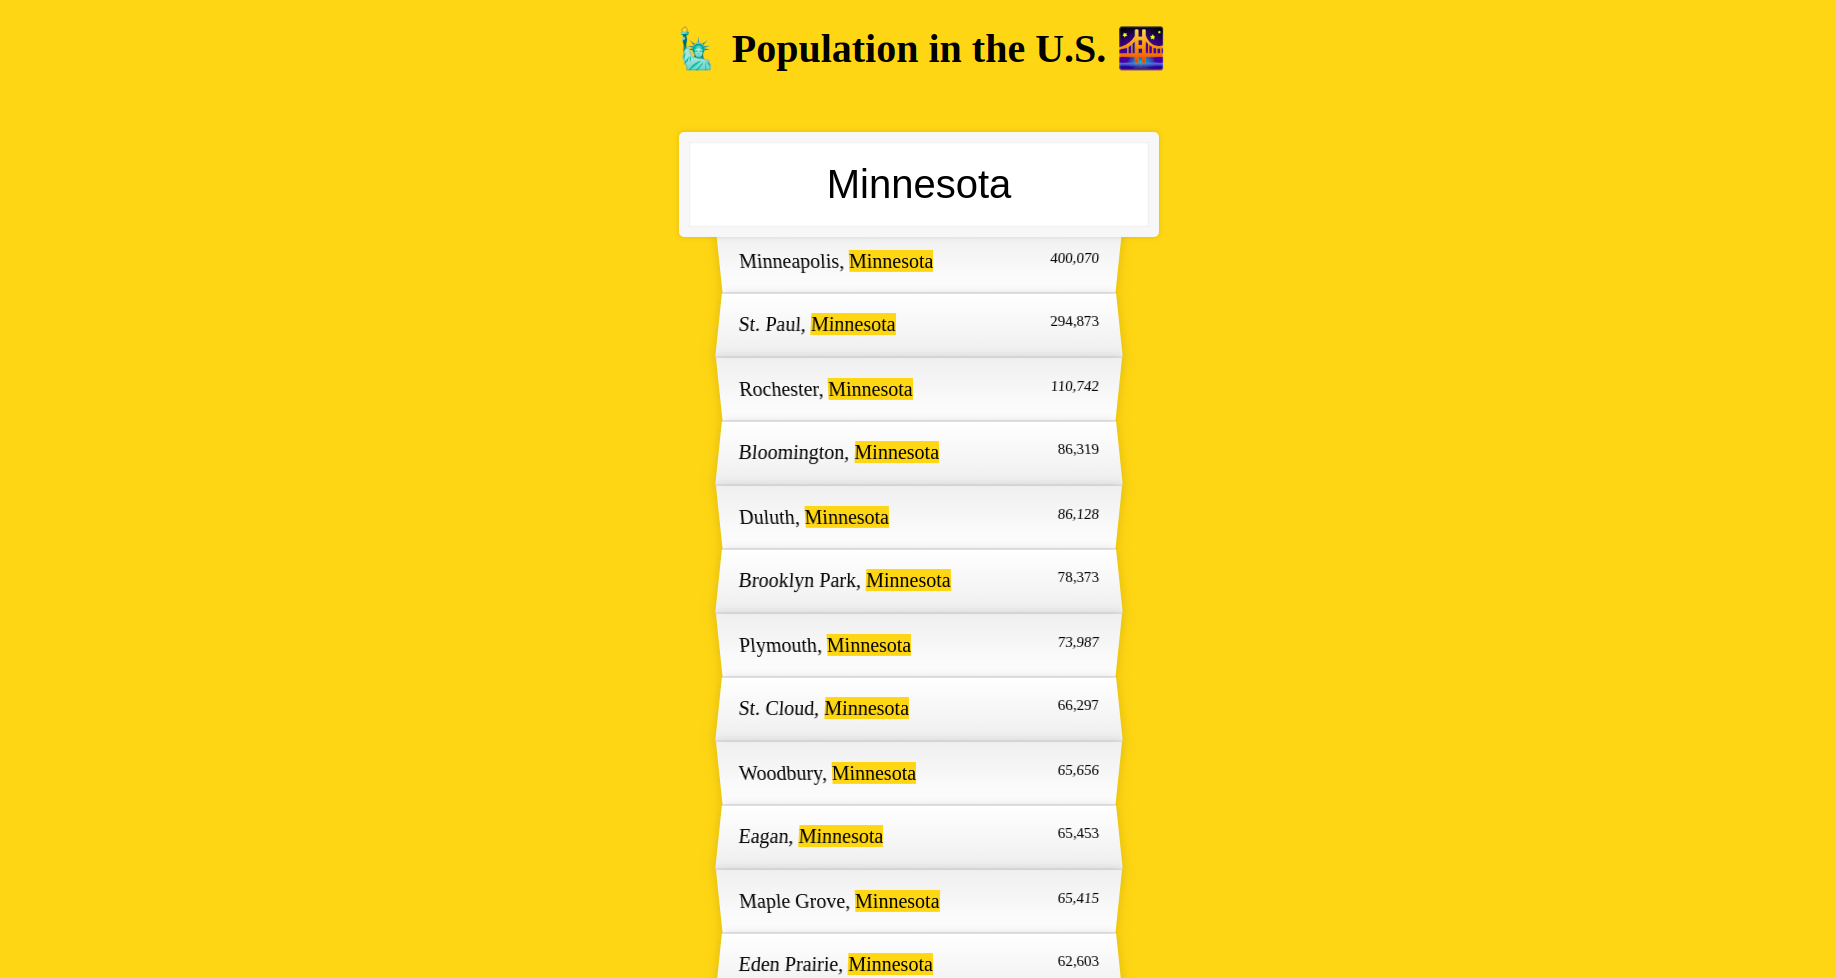 Population in the U.S.
Minnesota
Minneapolis, Minnesota 400,070
St. Paul, Minnesota 294,873
Rochester, Minnesota 110,742
Bloomington, Minnesota 86,319
Duluth, Minnesota 86,128
Brooklyn Park, Minnesota 78,373
Plymouth, Minnesota 73,987
St. Cloud, Minnesota 66,297
Woodbury, Minnesota 65,656
Eagan, Minnesota 65,453
Maple Grove, Minnesota 65,415
Eden Prairie, Minnesota 62,603